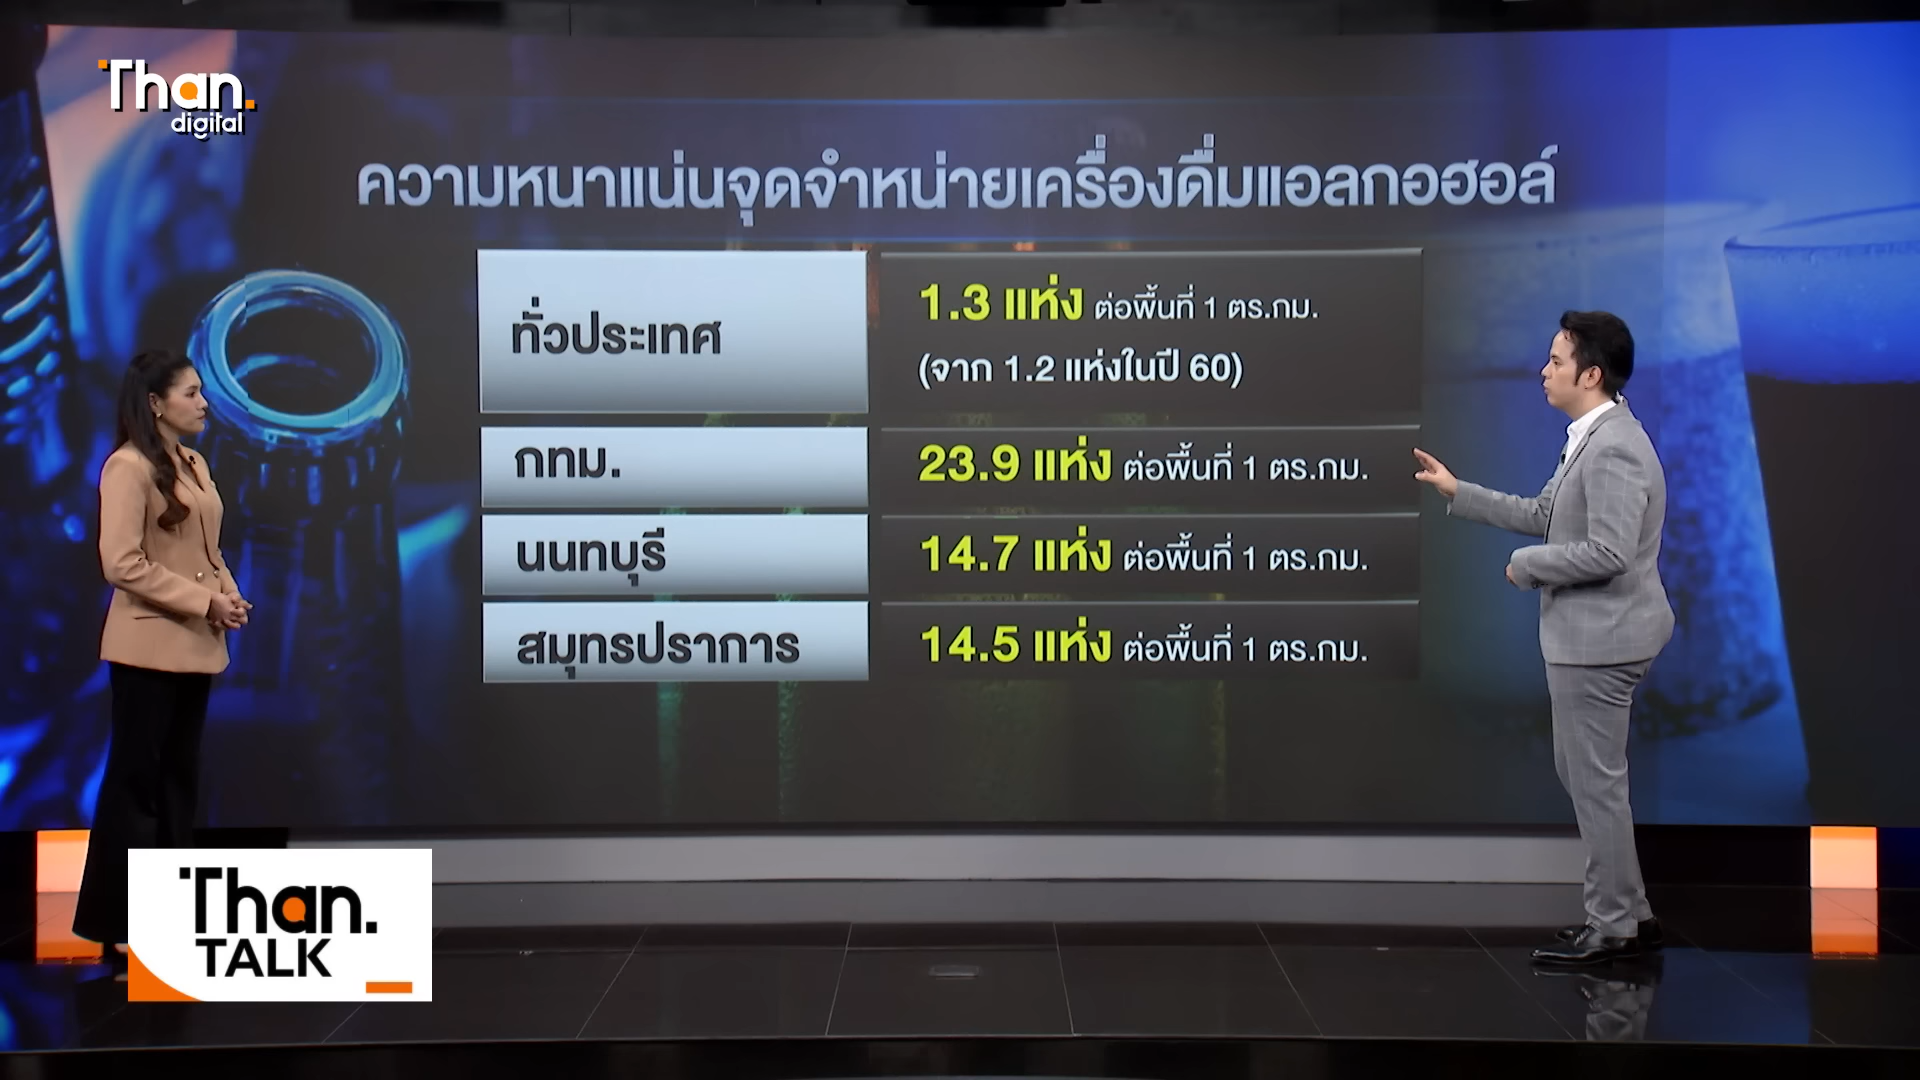 Than.
digital
ความหนาแน่นจุดจำหน่ายเครื่องดื่มแอลกอฮอล์
ทั่วประเทศ
1.3 แห่ง ต่อพื้นที่ 1 ตร.กม.
(จาก 1.2 แห่งในปี 60)
กทม.
23.9 แห่ง ต่อพื้นที่ 1 ตร.กม.
นนทบุรี
14.7 แห่ง ต่อพื้นที่ 1 ตร.กม.
สมุทรปราการ
14.5 แห่ง ต่อพื้นที่ 1 ตร.กม.
Than.
TALK